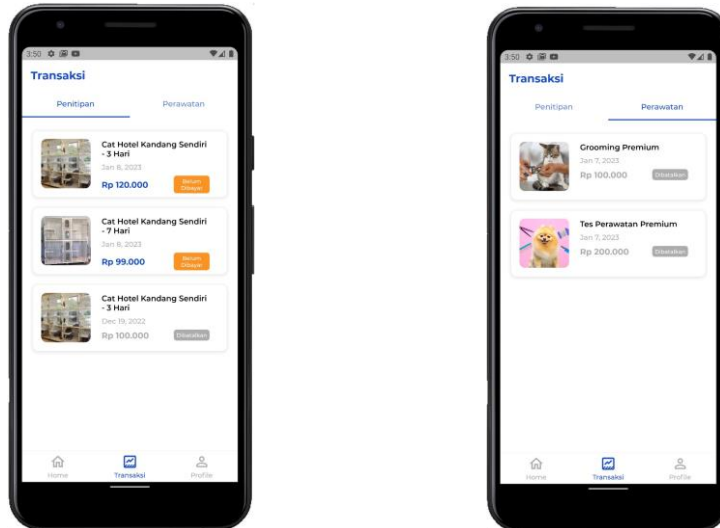 3:50
Transaksi
Penitipan Perawatan
Cat Hotel Kandang Sendiri
- 3 Hari
Jan 8, 2023
Rp 120.000
Belum
Dibayar
Cat Hotel Kandang Sendiri
- 7 Hari
Jan 8, 2023
Rp 99.000
Belum
Dibayar
Cat Hotel Kandang Sendiri
- 3 Hari
Dec 19, 2022
Rp 100.000
Dibatalkan
Home Transaksi Profile
3:50
Transaksi
Penitipan Perawatan
Grooming Premium
Jan 7, 2023
Rp 100.000
Dibatalkan
Tes Perawatan Premium
Jan 7, 2023
Rp 200.000
Dibatalkan
Home Transaksi Profile